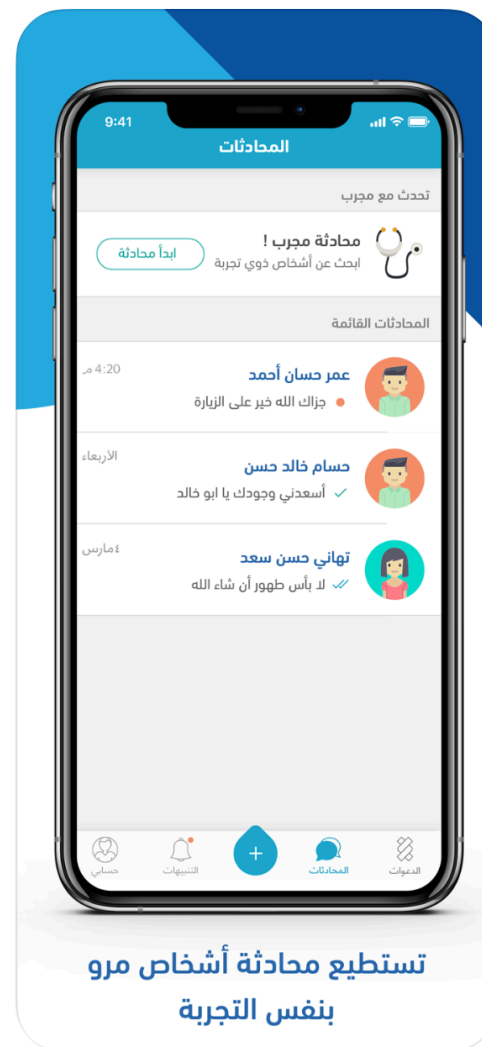 9:41
المحادثات
تحدث مع مجرب
محادثة مجرب !
ابحث عن أشخاص ذوي تجربة
ابدأ محادثة
المحادثات القائمة
عمر حسان أحمد
4:20 م
جزاك الله خير على الزيارة
حسام خالد حسن
الأربعاء
أسعدني وجودك يا ابو خالد
تهاني حسن سعد
٤مارس
لا بأس طهور أن شاء الله
الدعوات
المحادثات
+
التنبيهات
حسابي
تستطيع محادثة أشخاص مرو
بنفس التجربة